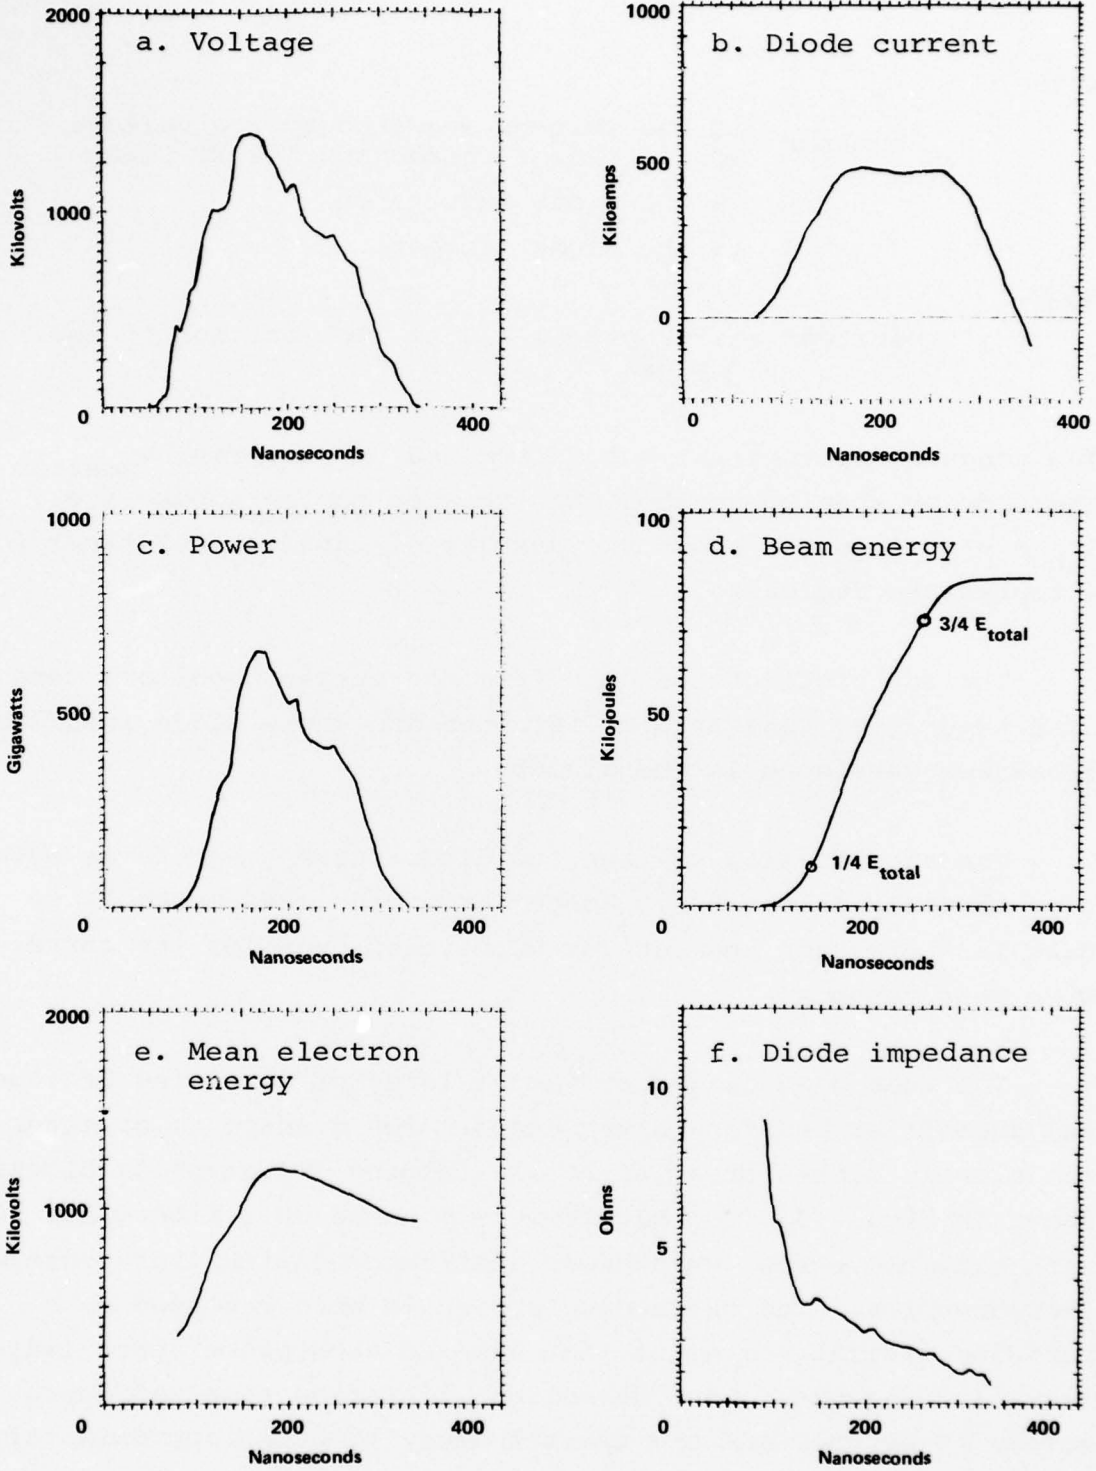 2000
a. Voltage
Kilovolts
1000
0
200
400
Nanoseconds
1000
b. Diode current
Kiloamps
500
0
0
200
400
Nanoseconds
1000
c. Power
Gigawatts
500
0
200
400
Nanoseconds
100
d. Beam energy
3/4 E total
Kilojoules
50
1/4 E total
0
200
400
Nanoseconds
2000
e. Mean electron
energy
Kilovolts
1000
0
200
400
Nanoseconds
f. Diode impedance
10
Ohms
5
0
200
400
Nanoseconds